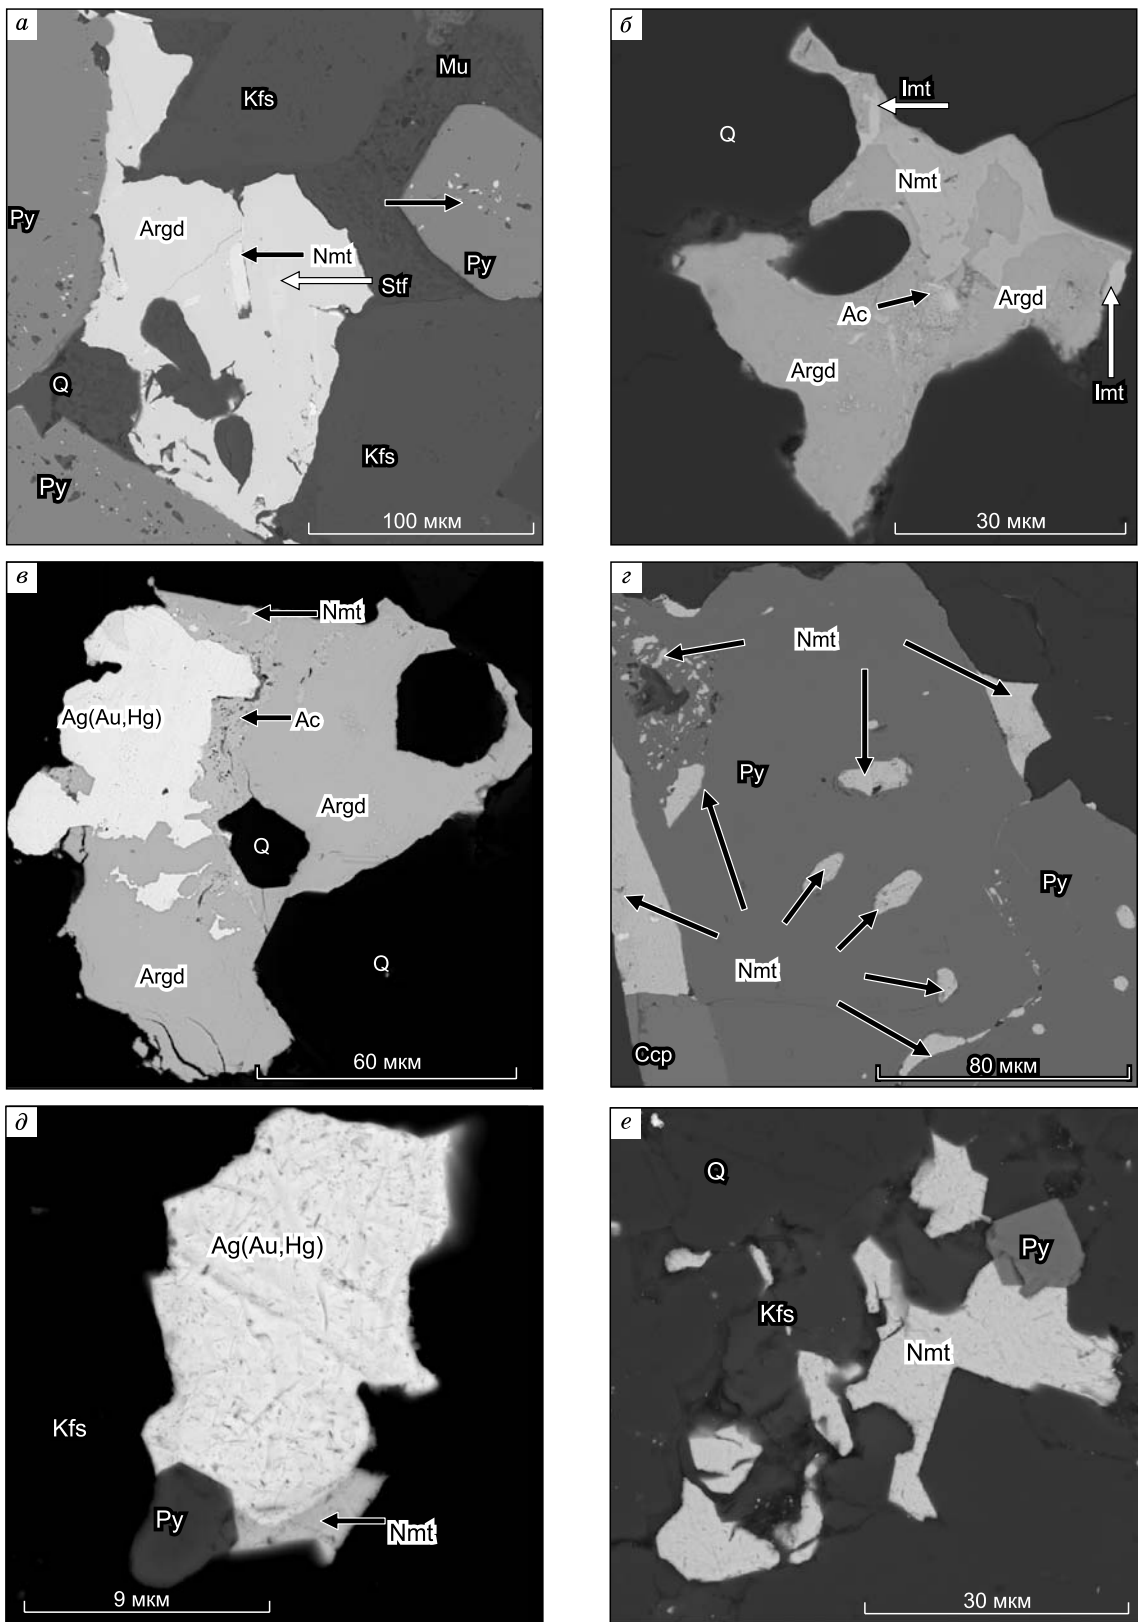 а
Mu
Kfs
Py
Argd
Nmt
Stf
Py
Q
Kfs
Py
100 мкм
б
Imt
Q
Nmt
Ac
Argd
Argd
Imt
30 мкм
в
Nmt
Ag(Au,Hg)
Ac
Argd
Q
Argd
Q
60 мкм
г
Nmt
Py
Py
Nmt
Ccp
80 мкм
д
Ag(Au,Hg)
Kfs
Py
Nmt
9 мкм
е
Q
Py
Kfs
Nmt
30 мкм